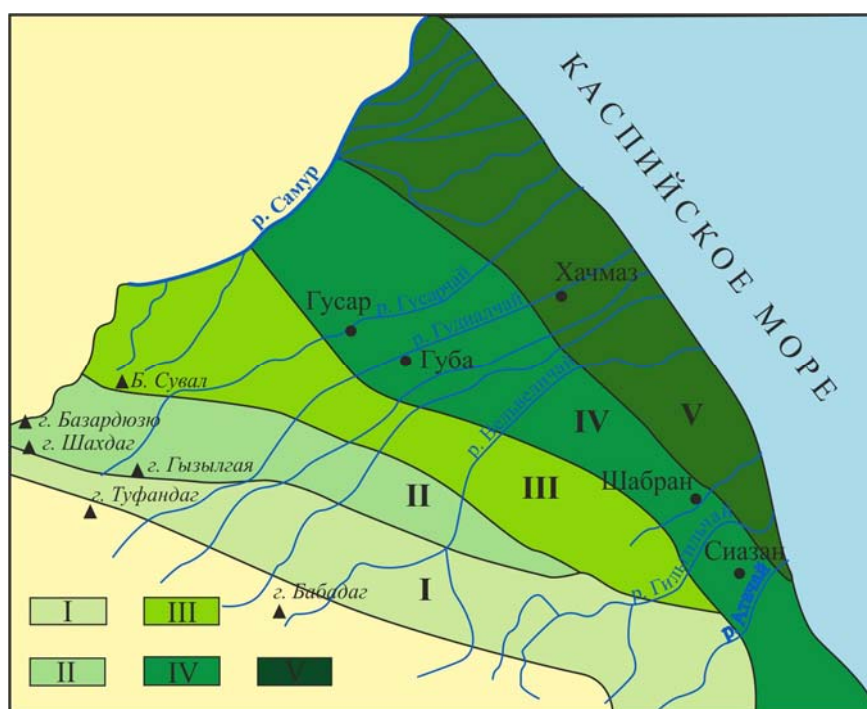 КАСПИЙСКОЕ МОРЕ
р. Самур
Хачмаз
Гусар
р. Гусарчай
р. Гудиалчай
Губа
Б. Сувал
р. Вельвеличай
г. Базардюзю
г. Шахдаг
г. Гызылгая
г. Туфандаг
IV
V
III
II
I
Шабран
Сиазан
р. Гильгильчай
р. Атачай
г. Бабадаг
I
III
II
IV
V